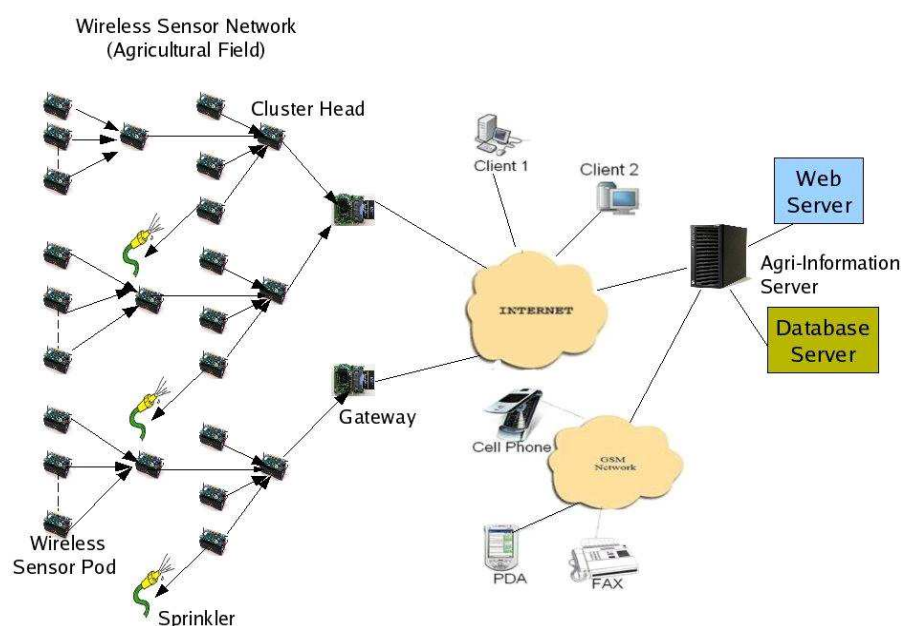 Wireless Sensor Network
(Agricultural Field)
Cluster Head
Client 1
Client 2
Web
Server
Agri-Information
Server
INTERNET
Database
Server
Gateway
Cell Phone
GSM
Network
Wireless
Sensor Pod
PDA
FAX
Sprinkler